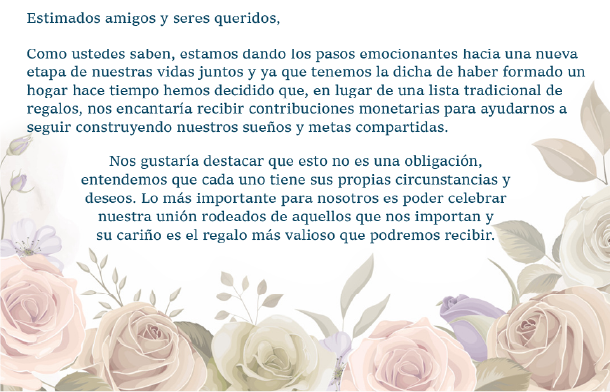 Estimados amigos y seres queridos,
Como ustedes saben, estamos dando los pasos emocionantes hacia una nueva
etapa de nuestras vidas juntos y ya que tenemos la dicha de haber formado un
hogar hace tiempo hemos decidido que, en lugar de una lista tradicional de
regalos, nos encantaría recibir contribuciones monetarias para ayudarnos a
seguir construyendo nuestros sueños y metas compartidas.
Nos gustaría destacar que esto no es una obligación,
entendemos que cada uno tiene sus propias circunstancias y
deseos. Lo más importante para nosotros es poder celebrar
nuestra unión rodeados de aquellos que nos importan y
su cariño es el regalo más valioso que podremos recibir.